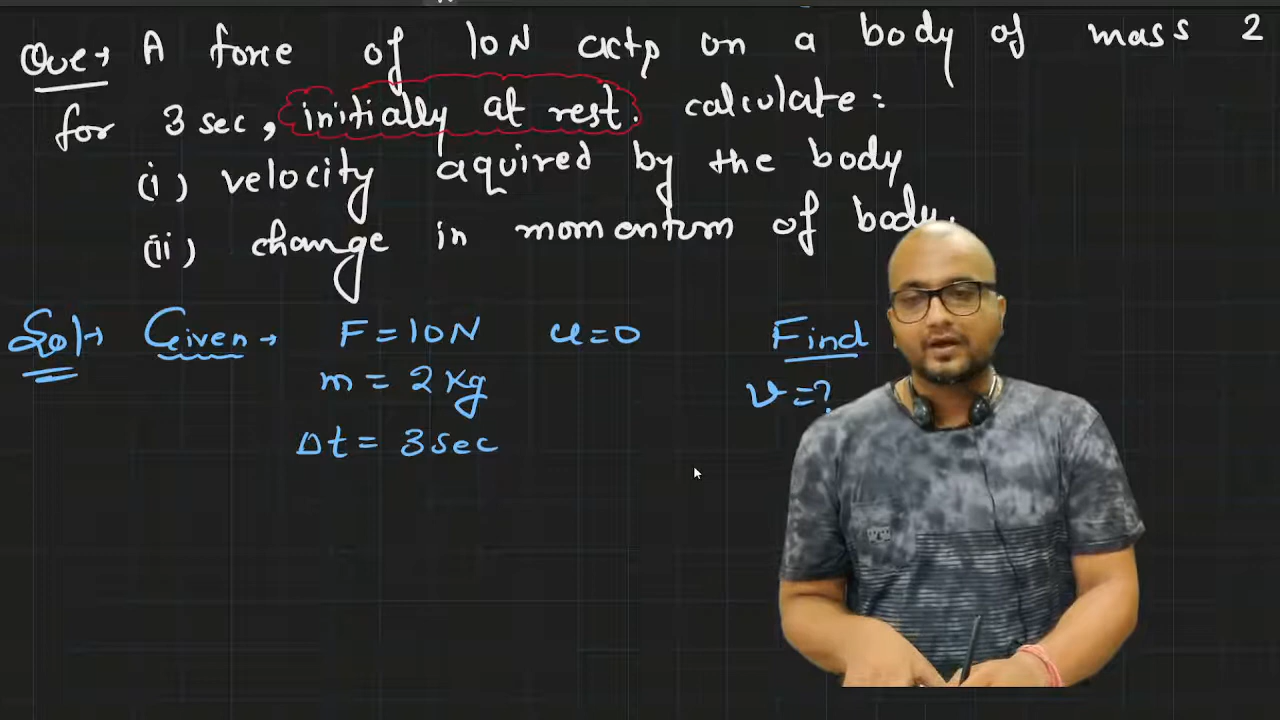 Que→ A force of 10N acts on a body of mass 2
for 3 sec, initially at rest. calculate:
(i) velocity aquired by the body
(ii) change in momentum of body.
Sol→ Given → F = 10N u = 0 Find
m = 2 kg v = ?
Δt = 3 sec